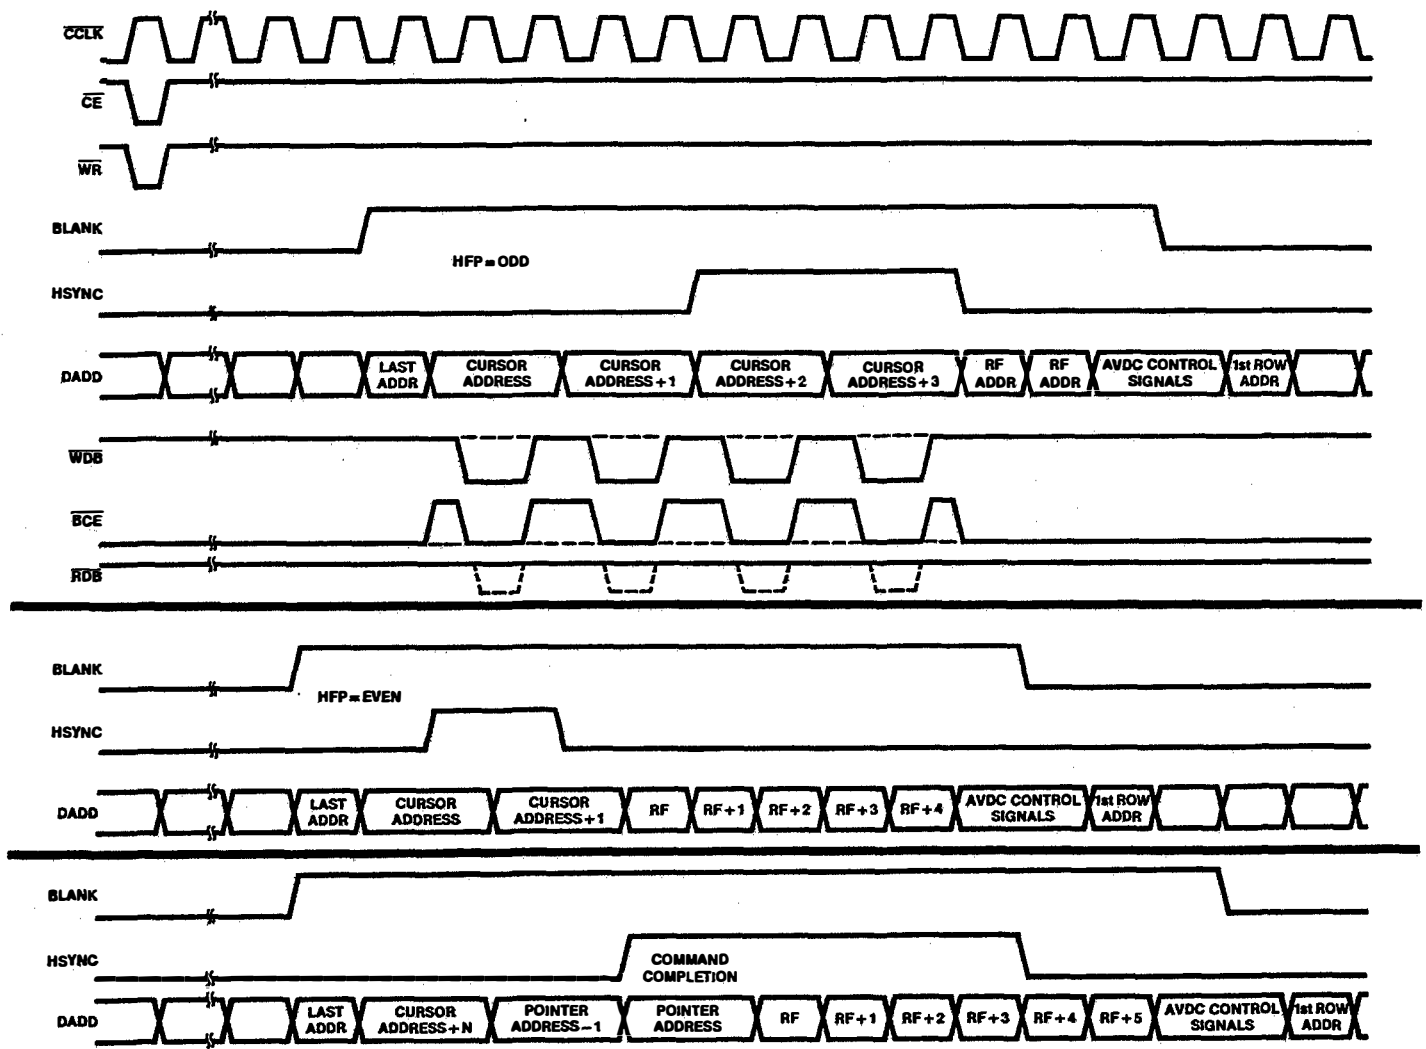 CCLK
CE
WR
BLANK
HFP = ODD
HSYNC
DADD
LAST ADDR
CURSOR ADDRESS
CURSOR ADDRESS + 1
CURSOR ADDRESS + 2
CURSOR ADDRESS + 3
RF ADDR
RF ADDR
AVDC CONTROL SIGNALS
1st ROW ADDR
WDB
BCE
RDB
BLANK
HFP = EVEN
HSYNC
DADD
LAST ADDR
CURSOR ADDRESS
CURSOR ADDRESS + 1
RF
RF + 1
RF + 2
RF + 3
RF + 4
AVDC CONTROL SIGNALS
1st ROW ADDR
BLANK
HSYNC
COMMAND COMPLETION
DADD
LAST ADDR
CURSOR ADDRESS + N
POINTER ADDRESS – 1
POINTER ADDRESS
RF
RF + 1
RF + 2
RF + 3
RF + 4
RF + 5
AVDC CONTROL SIGNALS
1st ROW ADDR